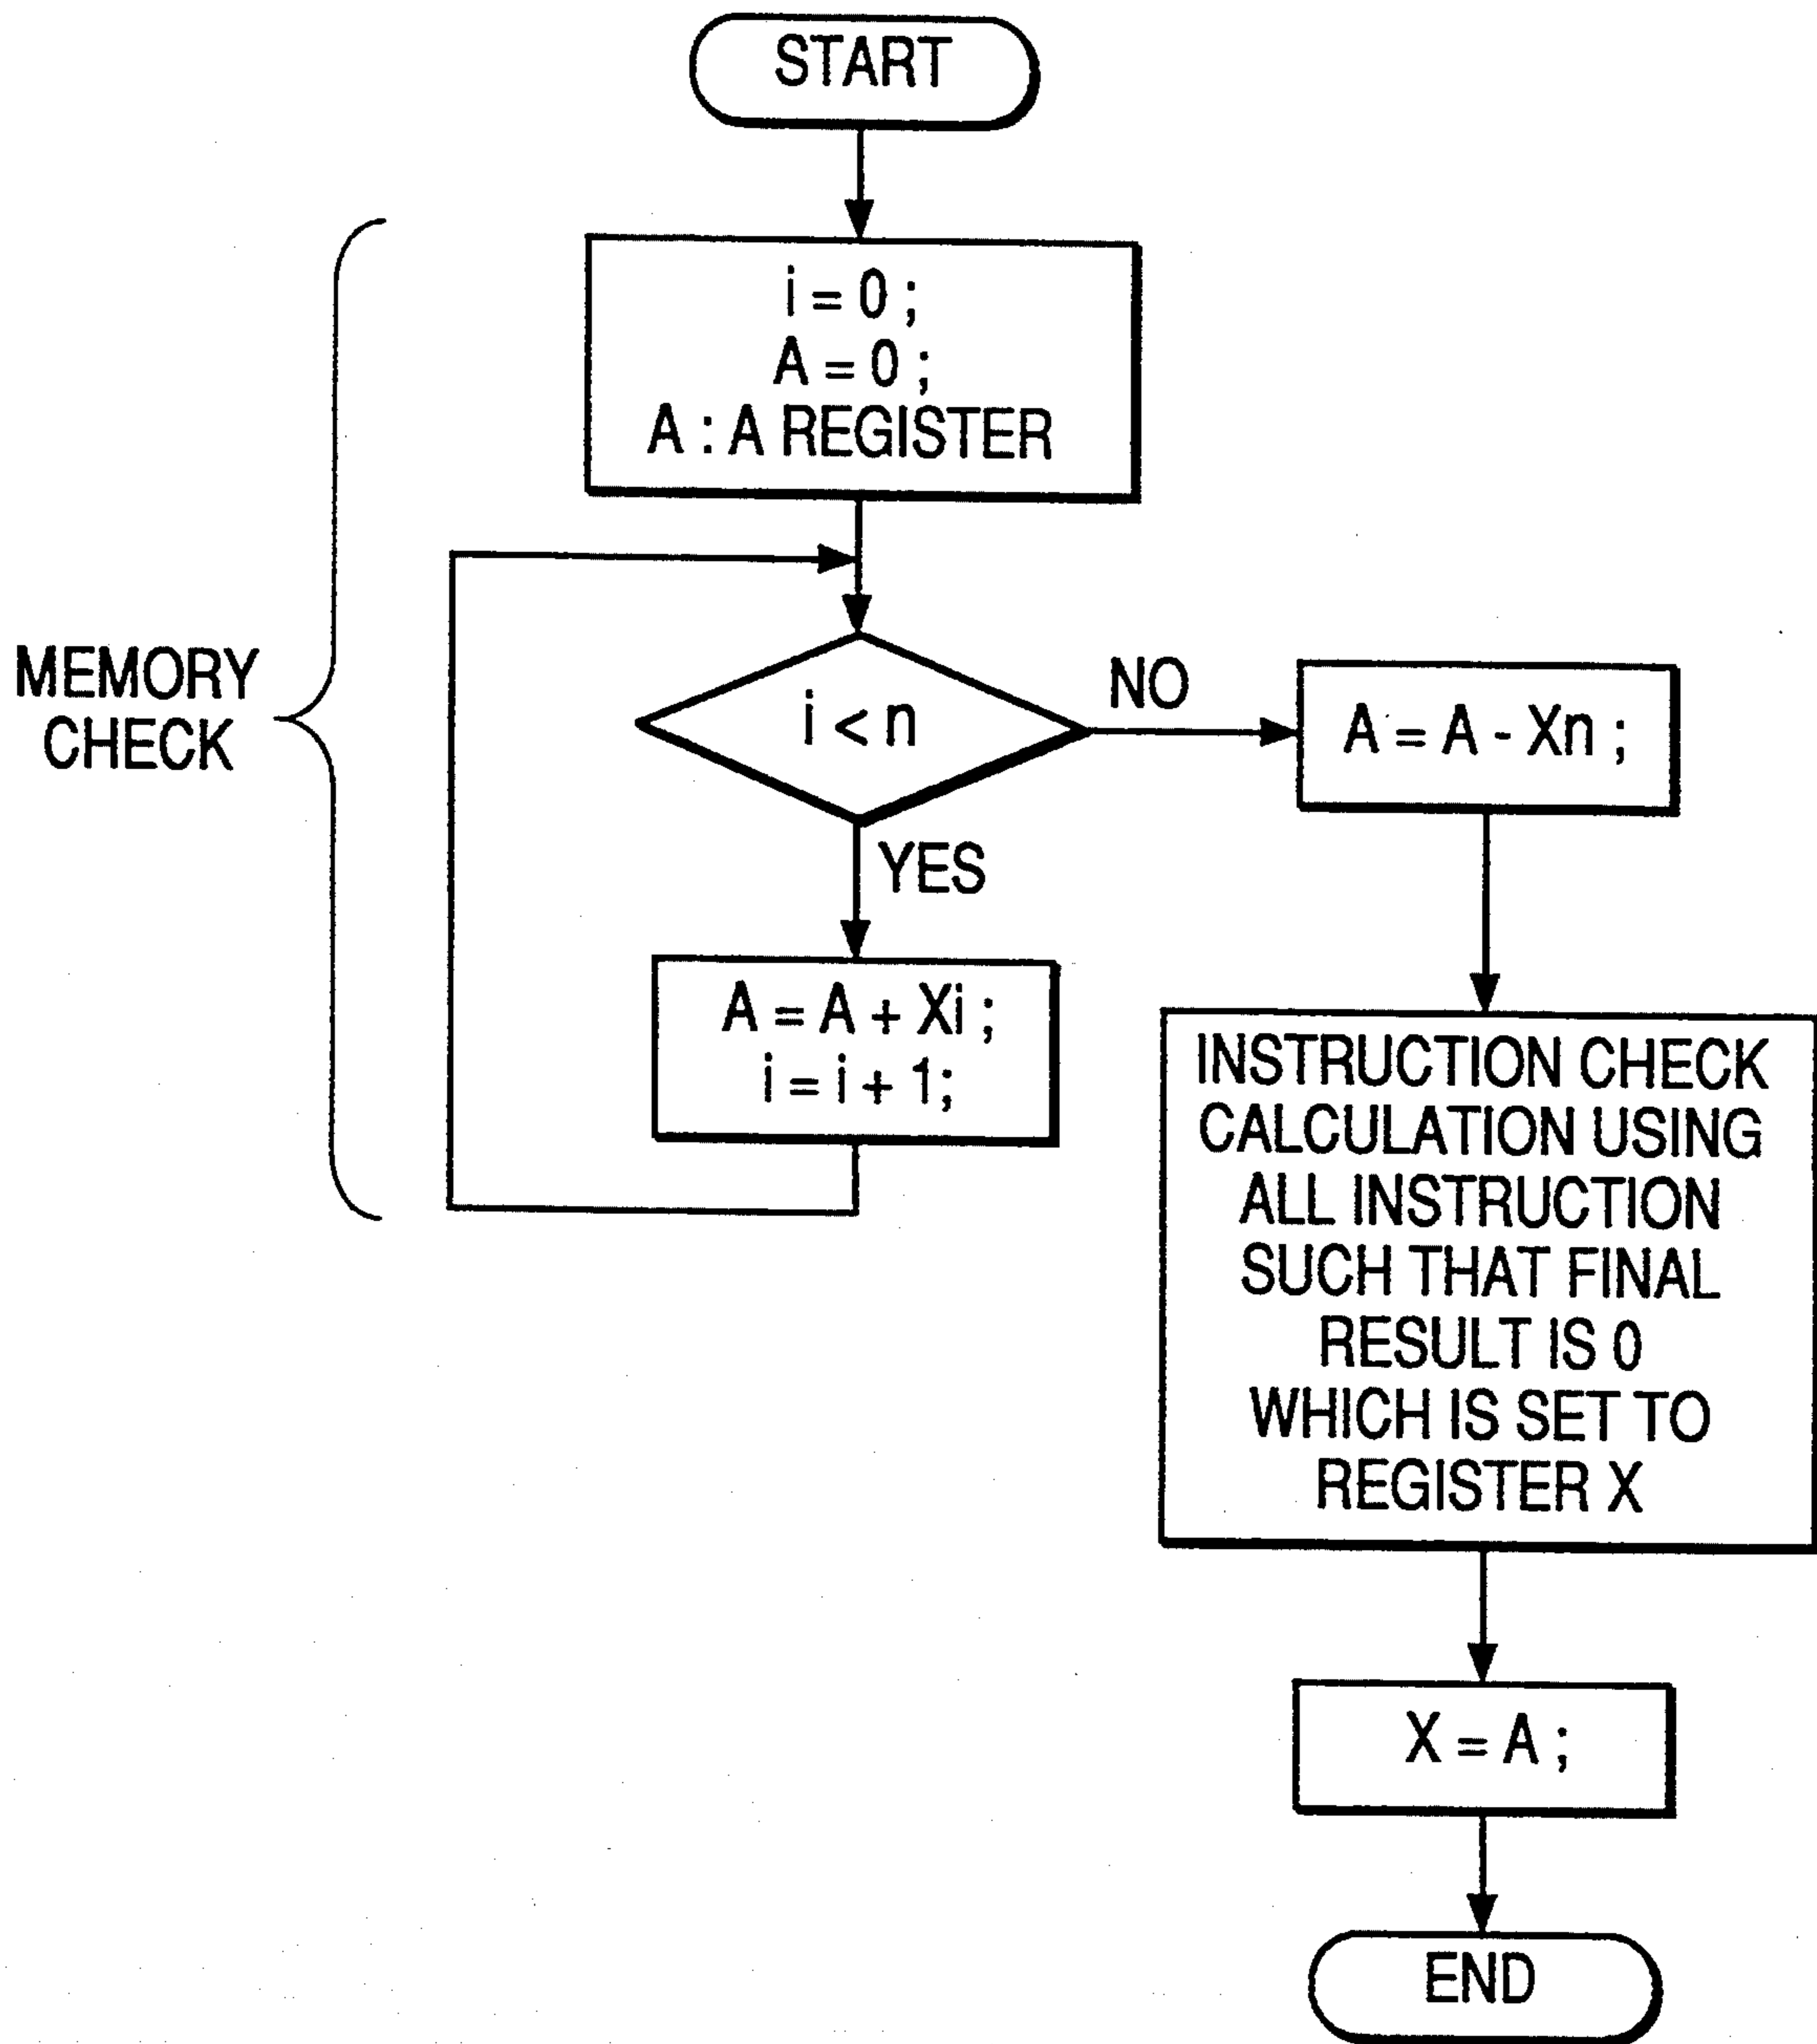 START
i = 0 ;
A = 0 ;
A : A REGISTER
MEMORY
CHECK
i < n
NO
A = A - Xn ;
YES
A = A + Xi ;
i = i + 1;
INSTRUCTION CHECK
CALCULATION USING
ALL INSTRUCTION
SUCH THAT FINAL
RESULT IS 0
WHICH IS SET TO
REGISTER X
X = A ;
END